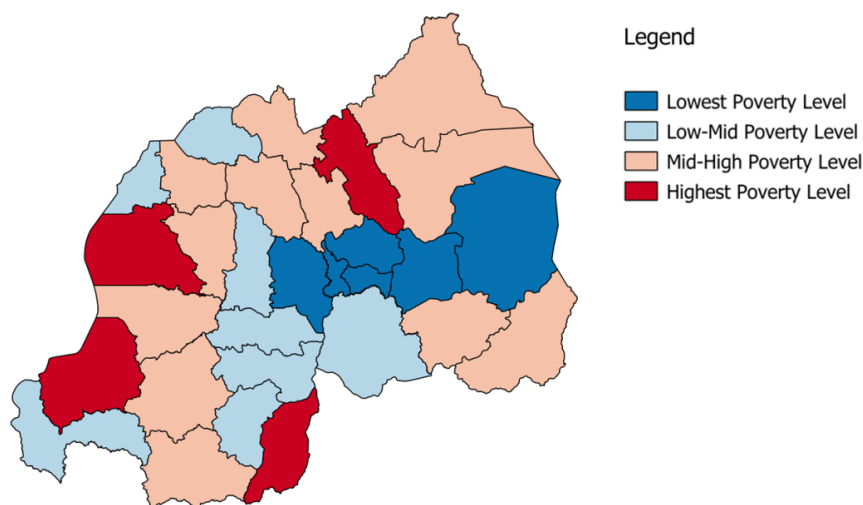 Legend
Lowest Poverty Level
Low-Mid Poverty Level
Mid-High Poverty Level
Highest Poverty Level